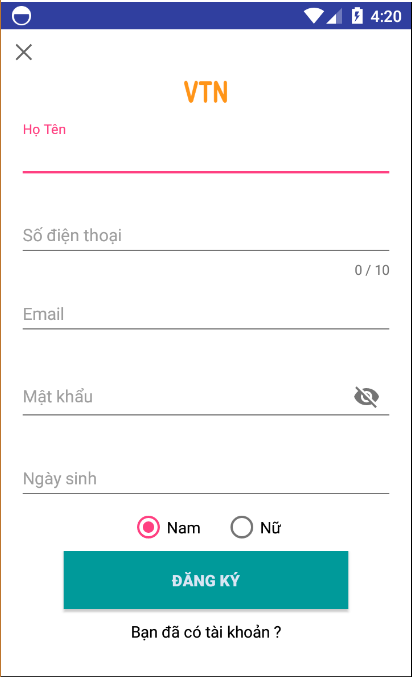 4:20
VTN
Họ Tên
Số điện thoại
0 / 10
Email
Mật khẩu
Ngày sinh
Nam Nữ
ĐĂNG KÝ
Bạn đã có tài khoản ?